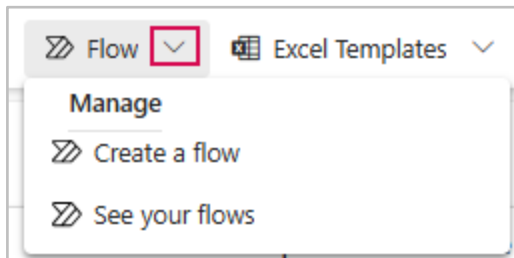 Flow Excel Templates
Manage
Create a flow
See your flows